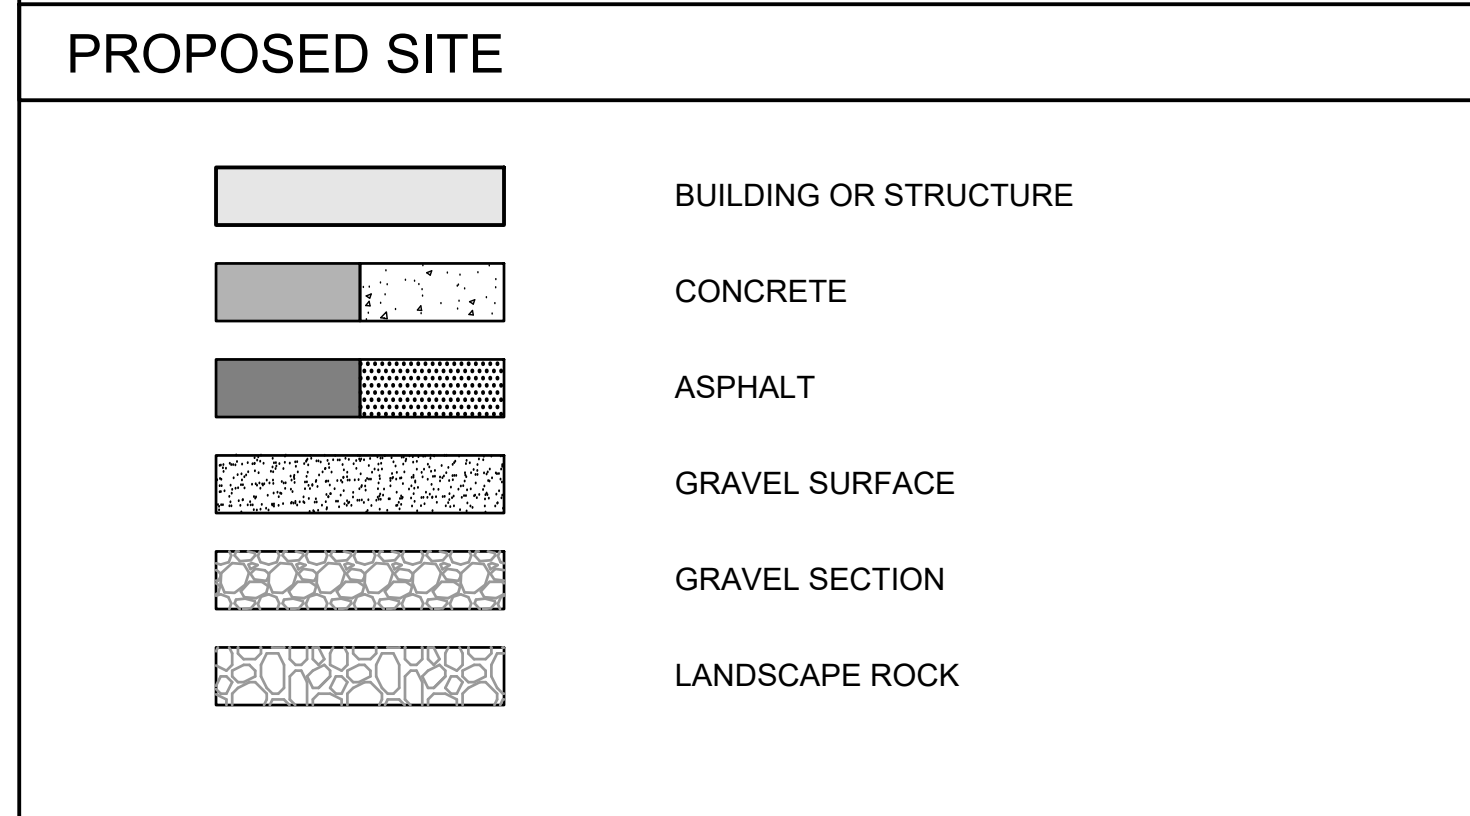 PROPOSED SITE
BUILDING OR STRUCTURE
CONCRETE
ASPHALT
GRAVEL SURFACE
GRAVEL SECTION
LANDSCAPE ROCK